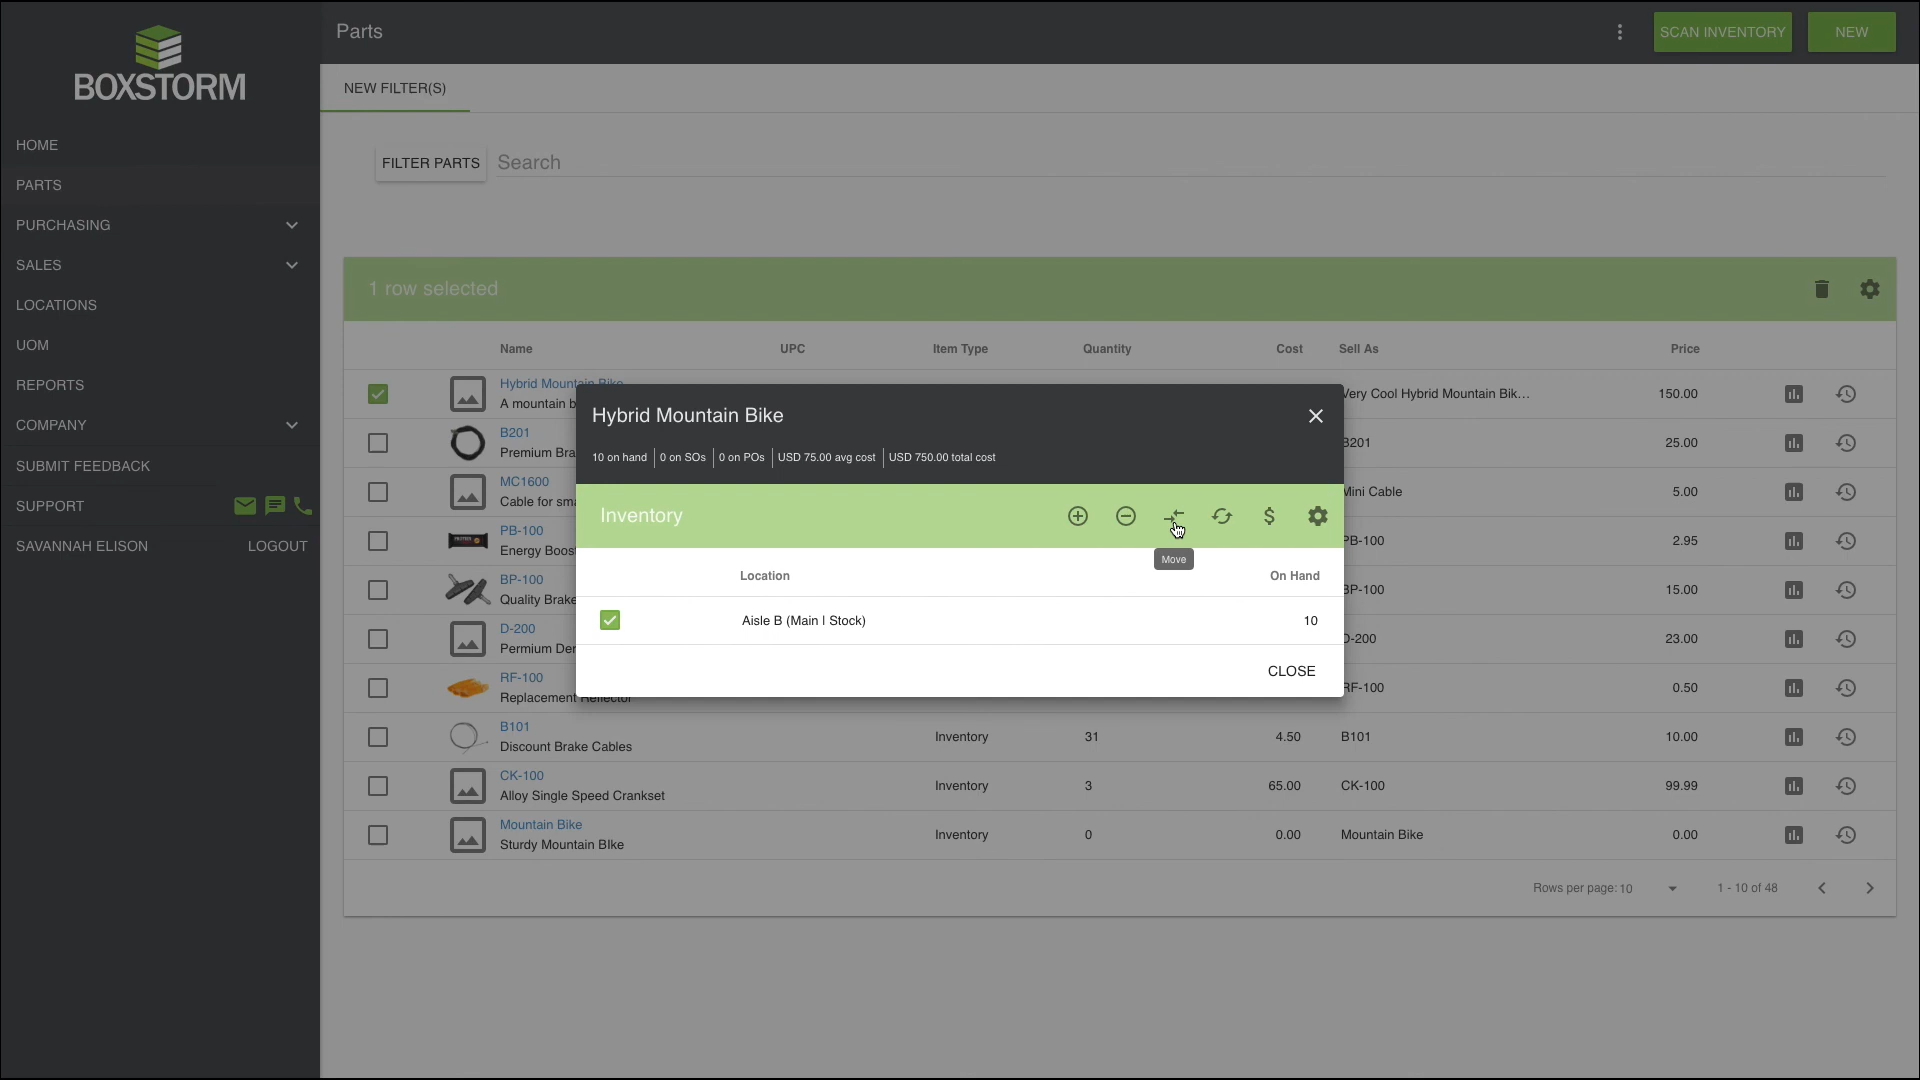 BOXSTORM
HOME
PARTS
PURCHASING
SALES
LOCATIONS
UOM
REPORTS
COMPANY
SUBMIT FEEDBACK
SUPPORT
SAVANNAH ELISON LOGOUT
Parts SCAN INVENTORY NEW
NEW FILTER(S)
FILTER PARTS Search
1 row selected
Name UPC Item Type Quantity Cost Sell As Price
Hybrid Mountain Bike
A mountain b
Very Cool Hybrid Mountain Bik... 150.00
B201
Premium Bra
B201 25.00
MC1600
Cable for sma
Mini Cable 5.00
PB-100
Energy Boost
PB-100 2.95
BP-100
Quality Brake
BP-100 15.00
D-200
Permium Der
D-200 23.00
RF-100
Replacement Reflector
RF-100 0.50
B101
Discount Brake Cables
Inventory 31 4.50 B101 10.00
CK-100
Alloy Single Speed Crankset
Inventory 3 65.00 CK-100 99.99
Mountain Bike
Sturdy Mountain BIke
Inventory 0 0.00 Mountain Bike 0.00
Rows per page: 10 1 - 10 of 48
Hybrid Mountain Bike
10 on hand 0 on SOs 0 on POs USD 75.00 avg cost USD 750.00 total cost
Inventory
Move
Location On Hand
Aisle B (Main | Stock) 10
CLOSE